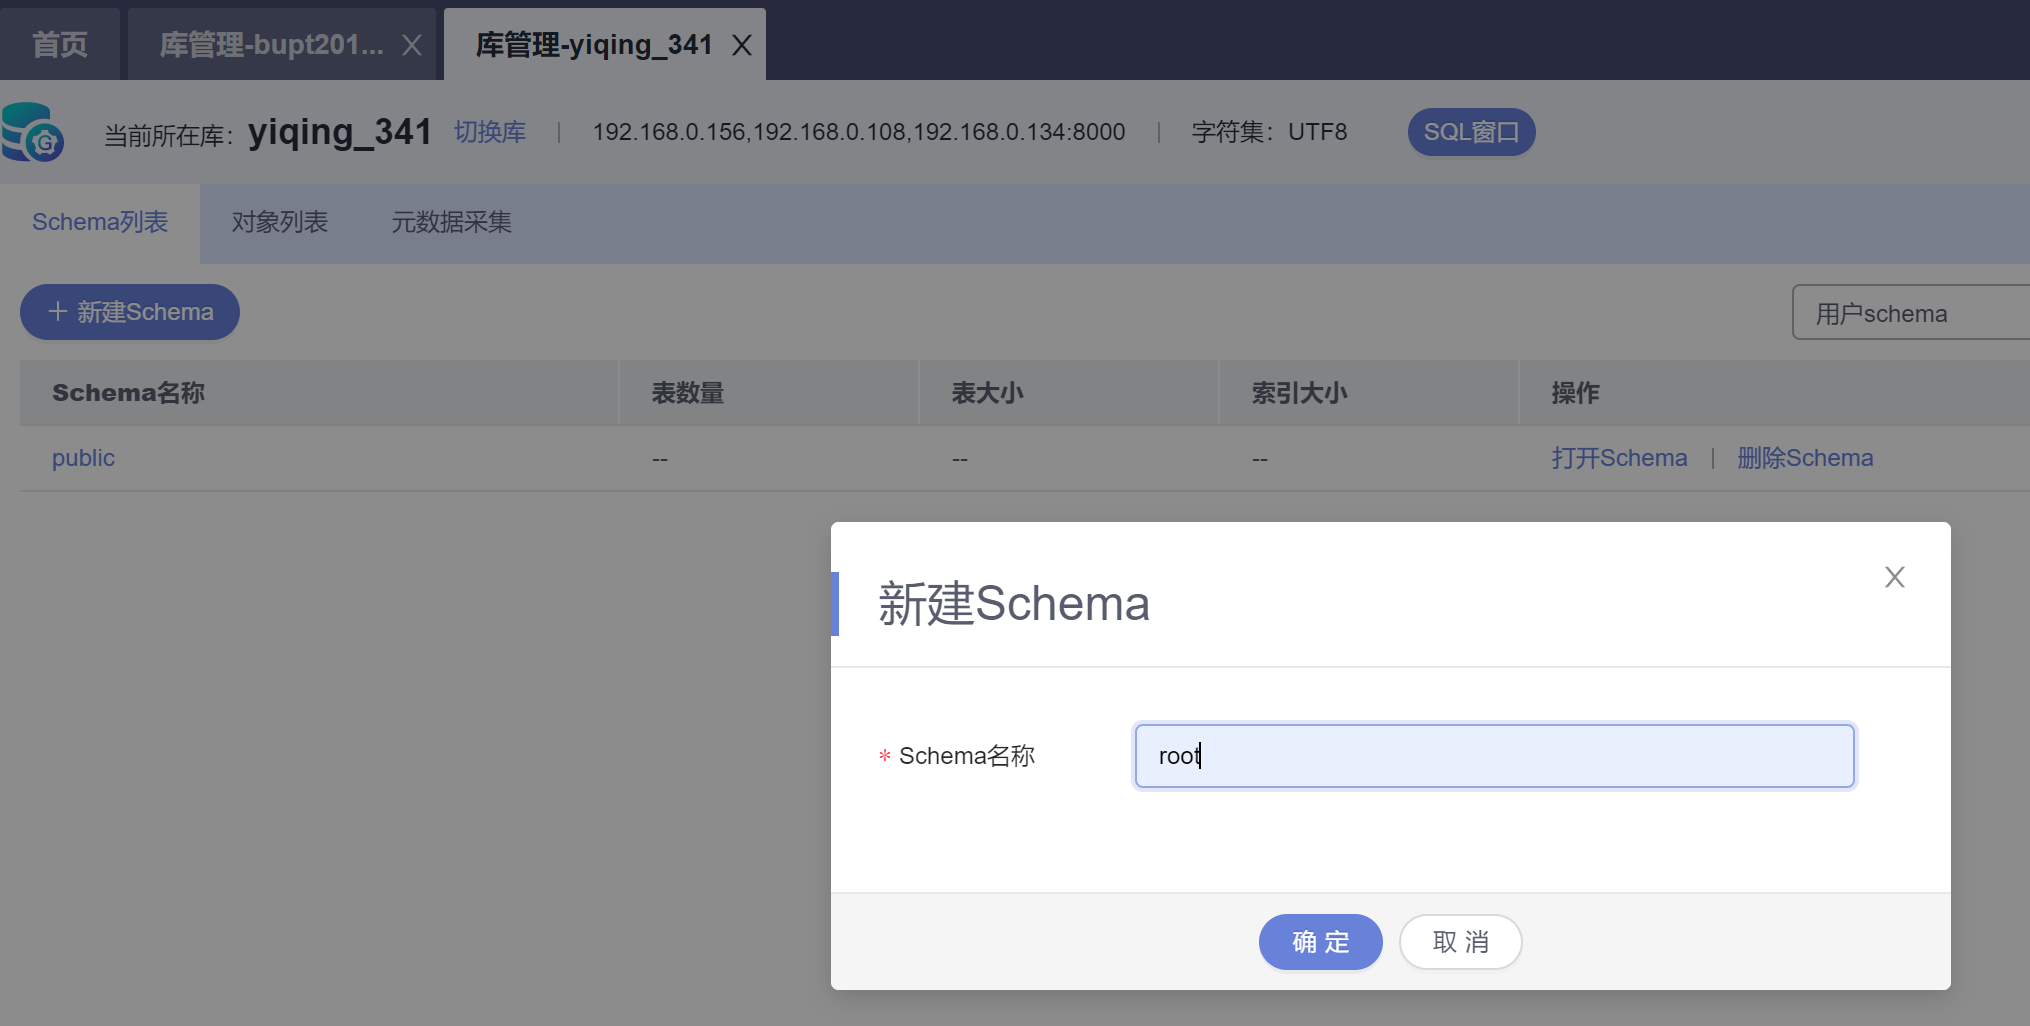 首页
库管理-bupt201...
库管理-yiqing_341
当前所在库： yiqing_341 切换库 | 192.168.0.156,192.168.0.108,192.168.0.134:8000 | 字符集： UTF8 SQL窗口
Schema列表 对象列表 元数据采集
+ 新建Schema 用户schema
Schema名称 表数量 表大小 索引大小 操作
public -- -- -- 打开Schema | 删除Schema
新建Schema
* Schema名称 root
确定 取消